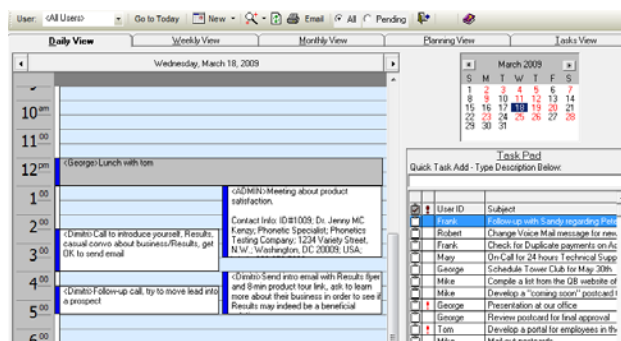 User: <All Users> Go to Today New Email All Pending
Daily View Weekly View Monthly View Planning View Tasks View
Wednesday, March 18, 2009
March 2009
S M T W T F S
1 2 3 4 5 6 7
8 9 10 11 12 13 14
15 16 17 18 19 20 21
22 23 24 25 26 27 28
29 30 31
10 am
11 00
12 pm
1 00
2 00
3 00
4 00
5 00
6 00
<George>Lunch with tom
<ADMIN>Meeting about product
satisfaction.
Contact Info: ID#1009; Dr. Jenny MC
Kenzy; Phonetic Specialist; Phonetics
Testing Company; 1234 Variety Street,
N.W.; Washington, DC 20009; USA;
<Dimitri>Call to introduce yourself, Results,
casual convo about business/Results, get
OK to send email
<Dimitri>Send intro email with Results flyer
and 8-min product tour link, ask to learn
more about their business in order to see if
Results may indeed be a beneficial
<Dimitri>Follow-up call, try to move lead into
a prospect
Task Pad
Quick Task Add - Type Description Below:
! User ID Subject
Frank Follow-up with Sandy regarding Pete
Robert Change Voice Mail message for new
Frank Check for Duplicate payments on Ac
Mary On-Call for 24 hours Technical Supp
George Schedule Tower Club for May 30th
Mike Compile a list from the QB website of
Mike Develop a "coming soon" postcard t
! George Presentation at our office
George Review postcard for final approval
! Tom Develop a portal for employees in th
Mike Mail out postcards